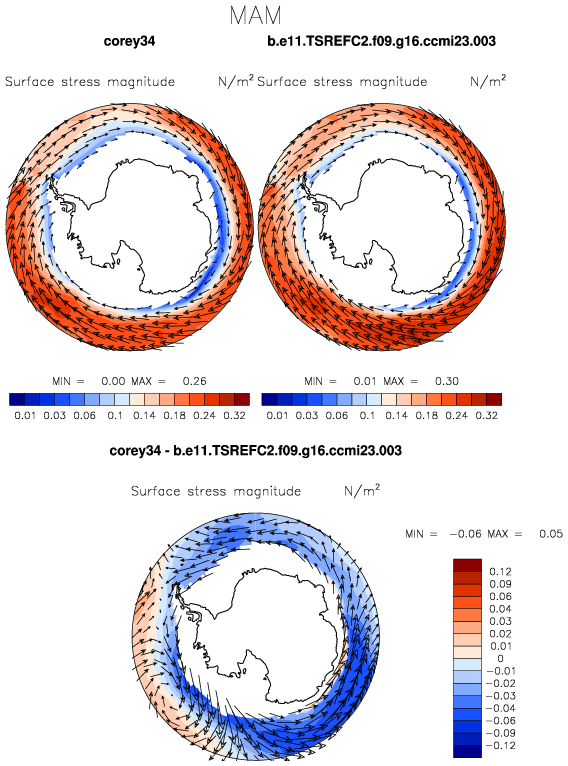 MAM
corey34 b.e11.TSREFC2.f09.g16.ccmi23.003
Surface stress magnitude N/m² Surface stress magnitude N/m²
MIN = 0.00 MAX = 0.26 MIN = 0.01 MAX = 0.30
0.01 0.03 0.06 0.1 0.14 0.18 0.24 0.32 0.01 0.03 0.06 0.1 0.14 0.18 0.24 0.32
corey34 - b.e11.TSREFC2.f09.g16.ccmi23.003
Surface stress magnitude N/m²
MIN = −0.06 MAX = 0.05
0.12
0.09
0.06
0.04
0.03
0.02
0.01
0
−0.01
−0.02
−0.03
−0.04
−0.06
−0.09
−0.12